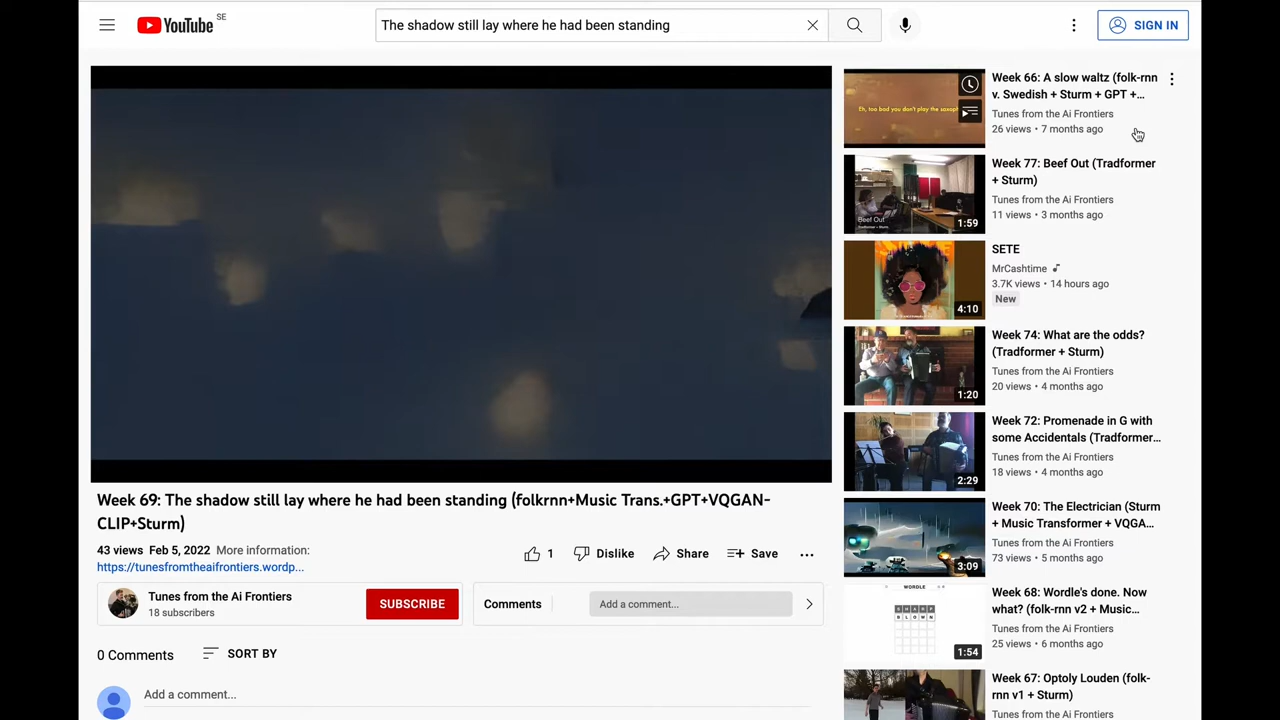 YouTube SE
The shadow still lay where he had been standing
SIGN IN
Week 69: The shadow still lay where he had been standing (folkrnn+Music Trans.+GPT+VQGAN-
CLIP+Sturm)
43 views Feb 5, 2022 More information:
https://tunesfromtheaifrontiers.wordp...
1
Dislike
Share
Save
Tunes from the Ai Frontiers
18 subscribers
SUBSCRIBE
Comments
Add a comment...
0 Comments
SORT BY
Add a comment...
Eh, too bad you don't play the saxoph
Week 66: A slow waltz (folk-rnn
v. Swedish + Sturm + GPT +...
Tunes from the Ai Frontiers
26 views • 7 months ago
Beef Out
Tradformer + Sturm
1:59
Week 77: Beef Out (Tradformer
+ Sturm)
Tunes from the Ai Frontiers
11 views • 3 months ago
4:10
SETE
MrCashtime
3.7K views • 14 hours ago
New
1:20
Week 74: What are the odds?
(Tradformer + Sturm)
Tunes from the Ai Frontiers
20 views • 4 months ago
2:29
Week 72: Promenade in G with
some Accidentals (Tradformer...
Tunes from the Ai Frontiers
18 views • 4 months ago
3:09
Week 70: The Electrician (Sturm
+ Music Transformer + VQGA...
Tunes from the Ai Frontiers
73 views • 5 months ago
WORDLE
SHARP
BLOWN
1:54
Week 68: Wordle's done. Now
what? (folk-rnn v2 + Music...
Tunes from the Ai Frontiers
25 views • 6 months ago
Week 67: Optoly Louden (folk-
rnn v1 + Sturm)
Tunes from the Ai Frontiers